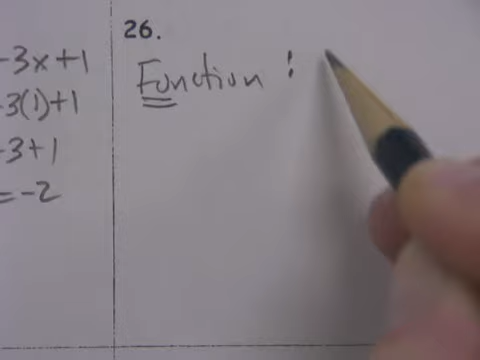 26.
-3x+1
Function :
-3(1)+1
-3+1
=-2